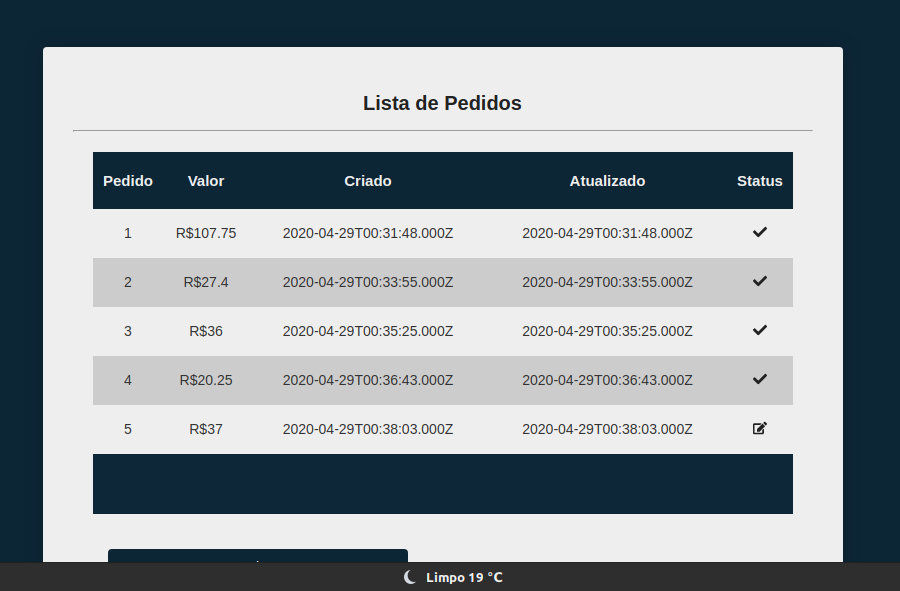 Lista de Pedidos
Pedido Valor Criado Atualizado Status
1 R$107.75 2020-04-29T00:31:48.000Z 2020-04-29T00:31:48.000Z
2 R$27.4 2020-04-29T00:33:55.000Z 2020-04-29T00:33:55.000Z
3 R$36 2020-04-29T00:35:25.000Z 2020-04-29T00:35:25.000Z
4 R$20.25 2020-04-29T00:36:43.000Z 2020-04-29T00:36:43.000Z
5 R$37 2020-04-29T00:38:03.000Z 2020-04-29T00:38:03.000Z
Limpo 19 °C